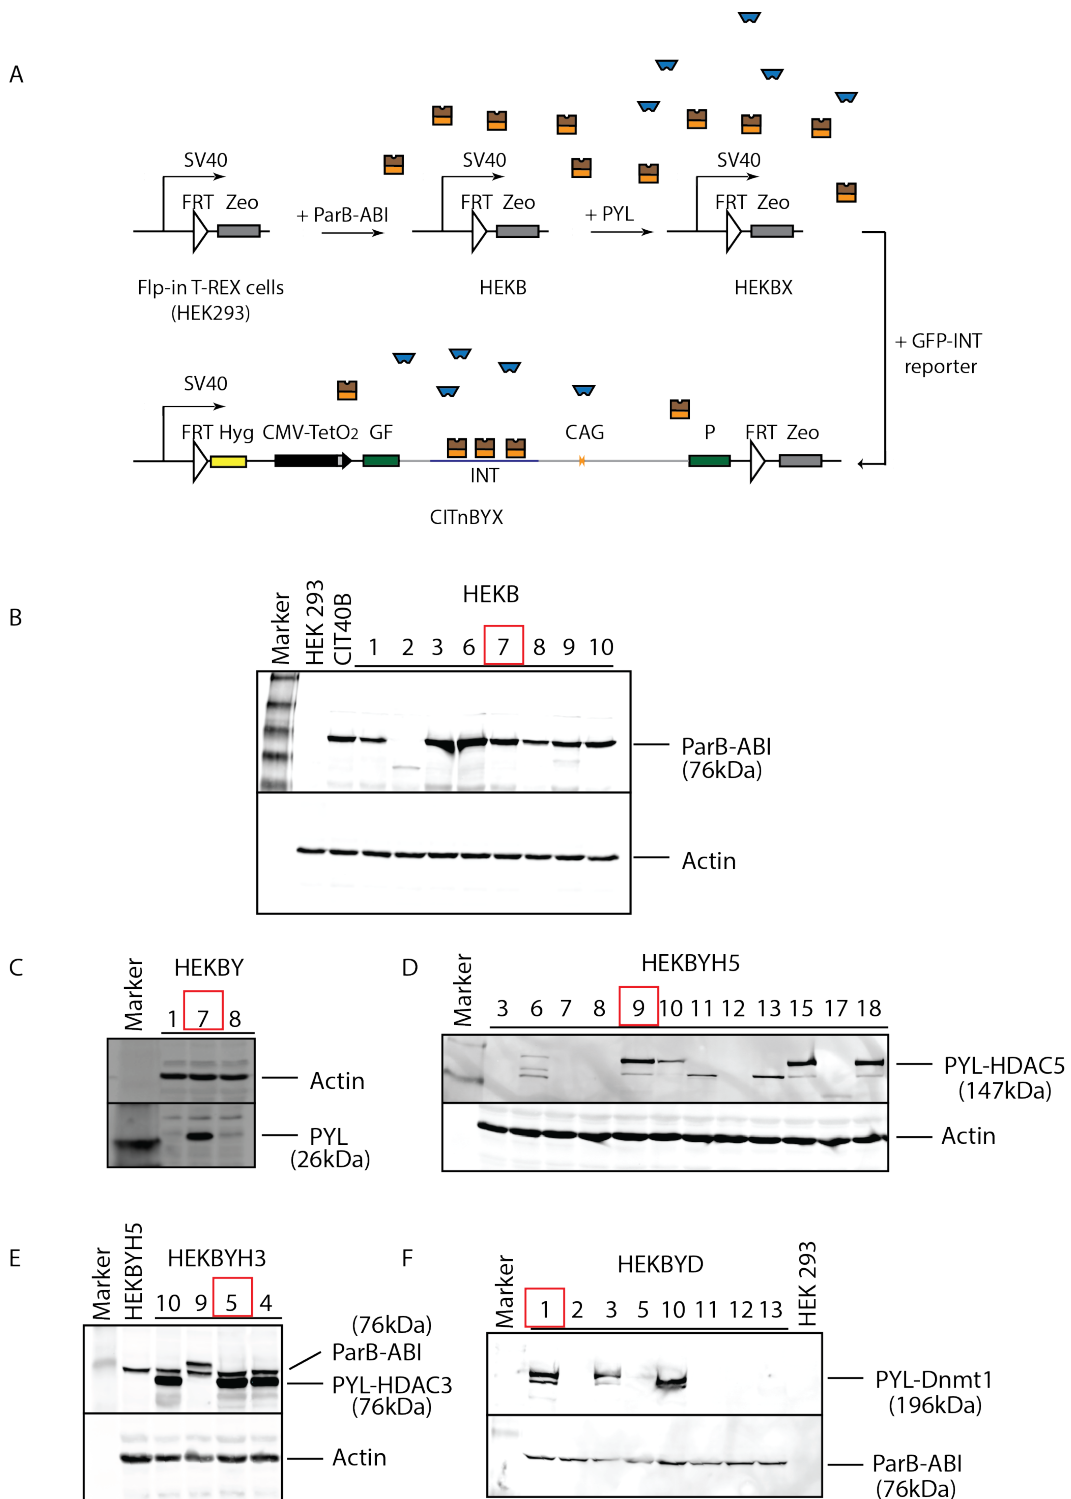 A
SV40
SV40
SV40
FRT Zeo
+ ParB-ABI
FRT Zeo
+ PYL
FRT Zeo
Flp-in T-REX cells
(HEK293)
HEKB
HEKBX
+ GFP-INT
reporter
SV40
FRT Hyg CMV-TetO2 GF
CAG
P
FRT Zeo
INT
CITnBYX
B
Marker
HEK 293
CIT40B
HEKB
1 2 3 6 7 8 9 10
ParB-ABI
(76kDa)
Actin
C
Marker
HEKBY
1 7 8
Actin
PYL
(26kDa)
D
Marker
HEKBYH5
3 6 7 8 9 10 11 12 13 15 17 18
PYL-HDAC5
(147kDa)
Actin
E
Marker
HEKBYH5
HEKBYH3
10 9 5 4
(76kDa)
ParB-ABI
PYL-HDAC3
(76kDa)
Actin
F
Marker
HEKBYD
1 2 3 5 10 11 12 13
HEK 293
PYL-Dnmt1
(196kDa)
ParB-ABI
(76kDa)